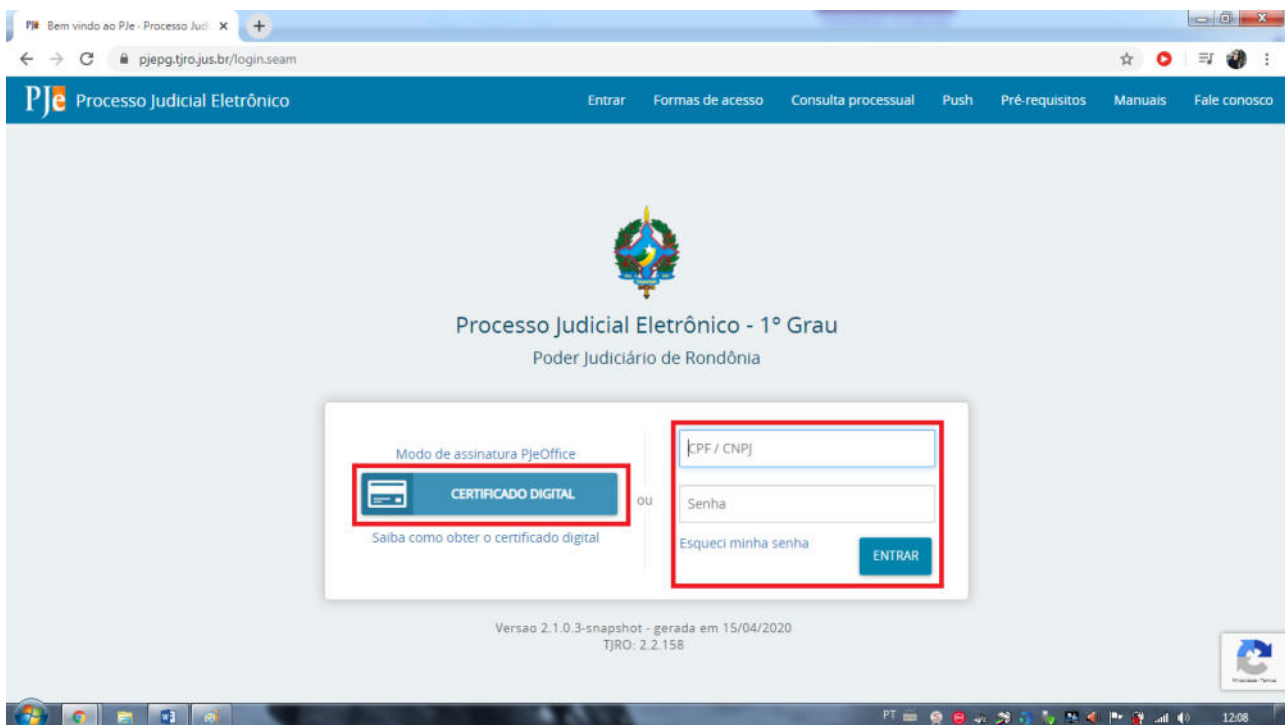 PJe Bem vindo ao PJe - Processo Judi
pjepg.tjro.jus.br/login.seam
PJe Processo Judicial Eletrônico
Entrar Formas de acesso Consulta processual Push Pré-requisitos Manuais Fale conosco
Processo Judicial Eletrônico - 1º Grau
Poder Judiciário de Rondônia
Modo de assinatura PJeOffice
CERTIFICADO DIGITAL
Saiba como obter o certificado digital
ou
CPF / CNPJ
Senha
Esqueci minha senha
ENTRAR
Versao 2.1.0.3-snapshot - gerada em 15/04/2020
TJRO: 2.2.158
Privacidade - Termos
PT
12:08